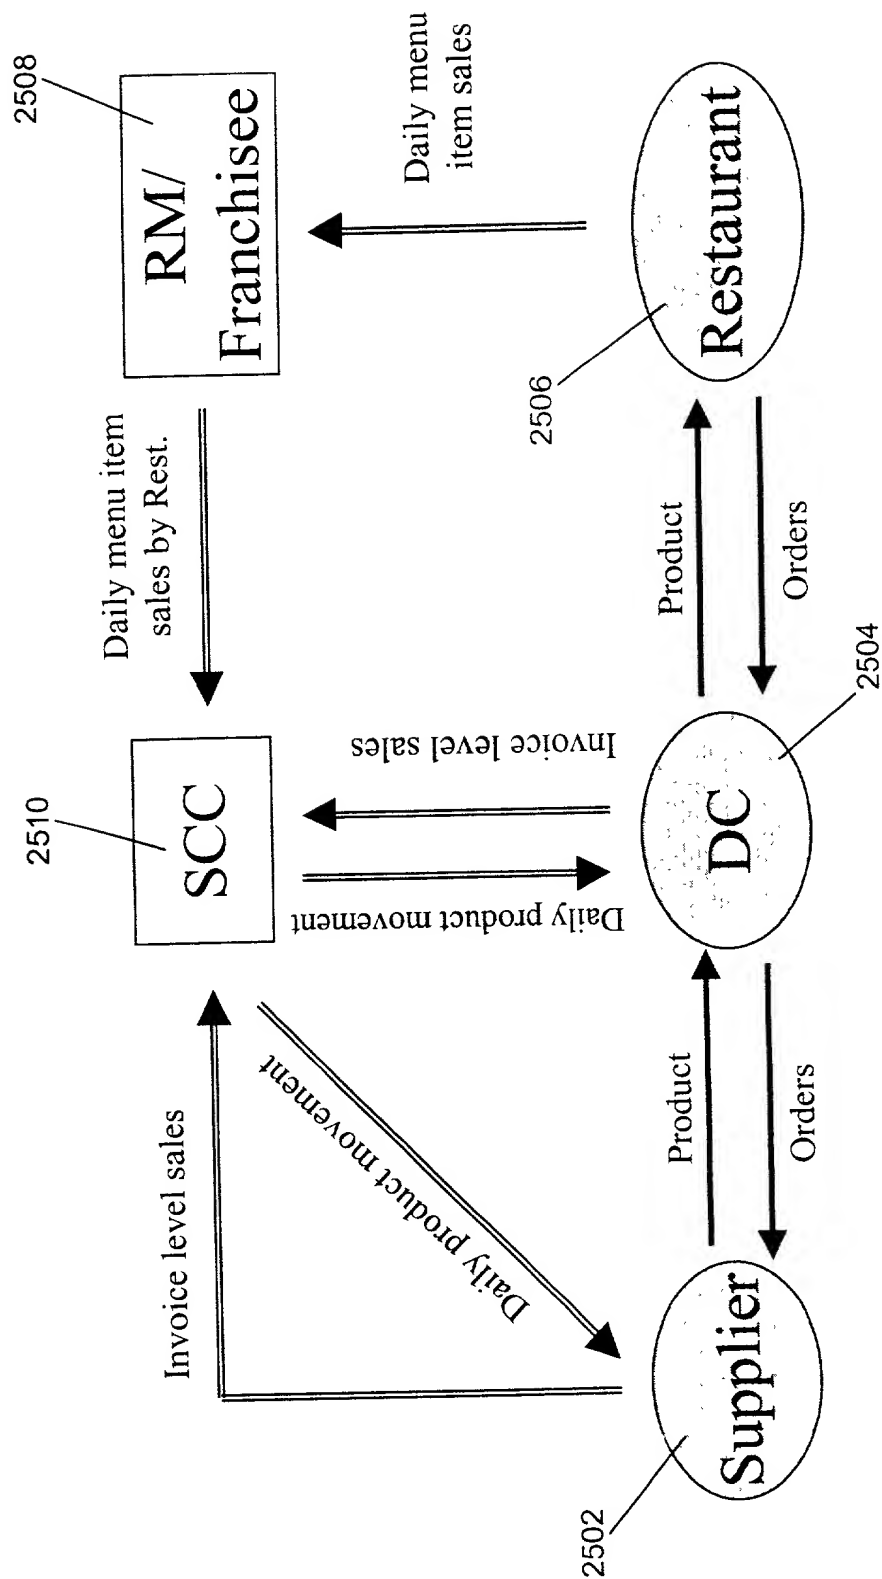 2510
2508
SCC
RM/
Franchisee
Daily menu item
sales by Rest.
Invoice level sales
Daily product movement
Daily product movement
Invoice level sales
Daily menu
item sales
2502
Supplier
Product
Orders
DC
2504
Product
Orders
2506
Restaurant